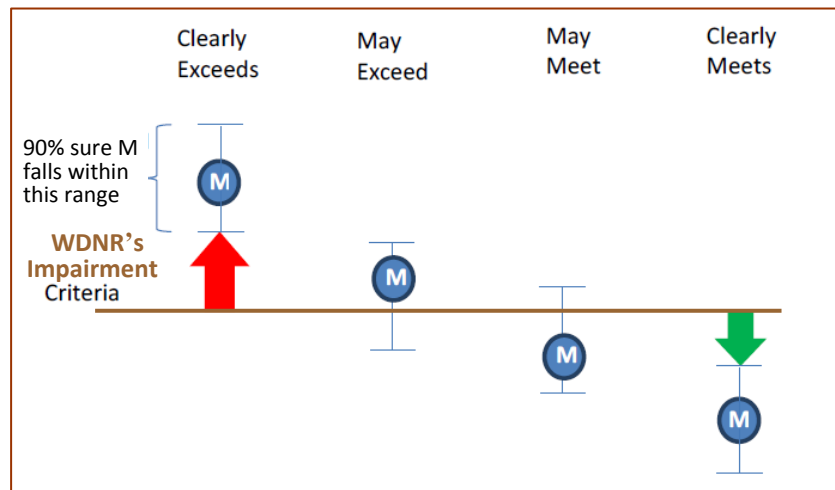 Clearly
Exceeds
May
Exceed
May
Meet
Clearly
Meets
90% sure M
falls within
this range
M
WDNR's
Impairment
Criteria
M
M
M